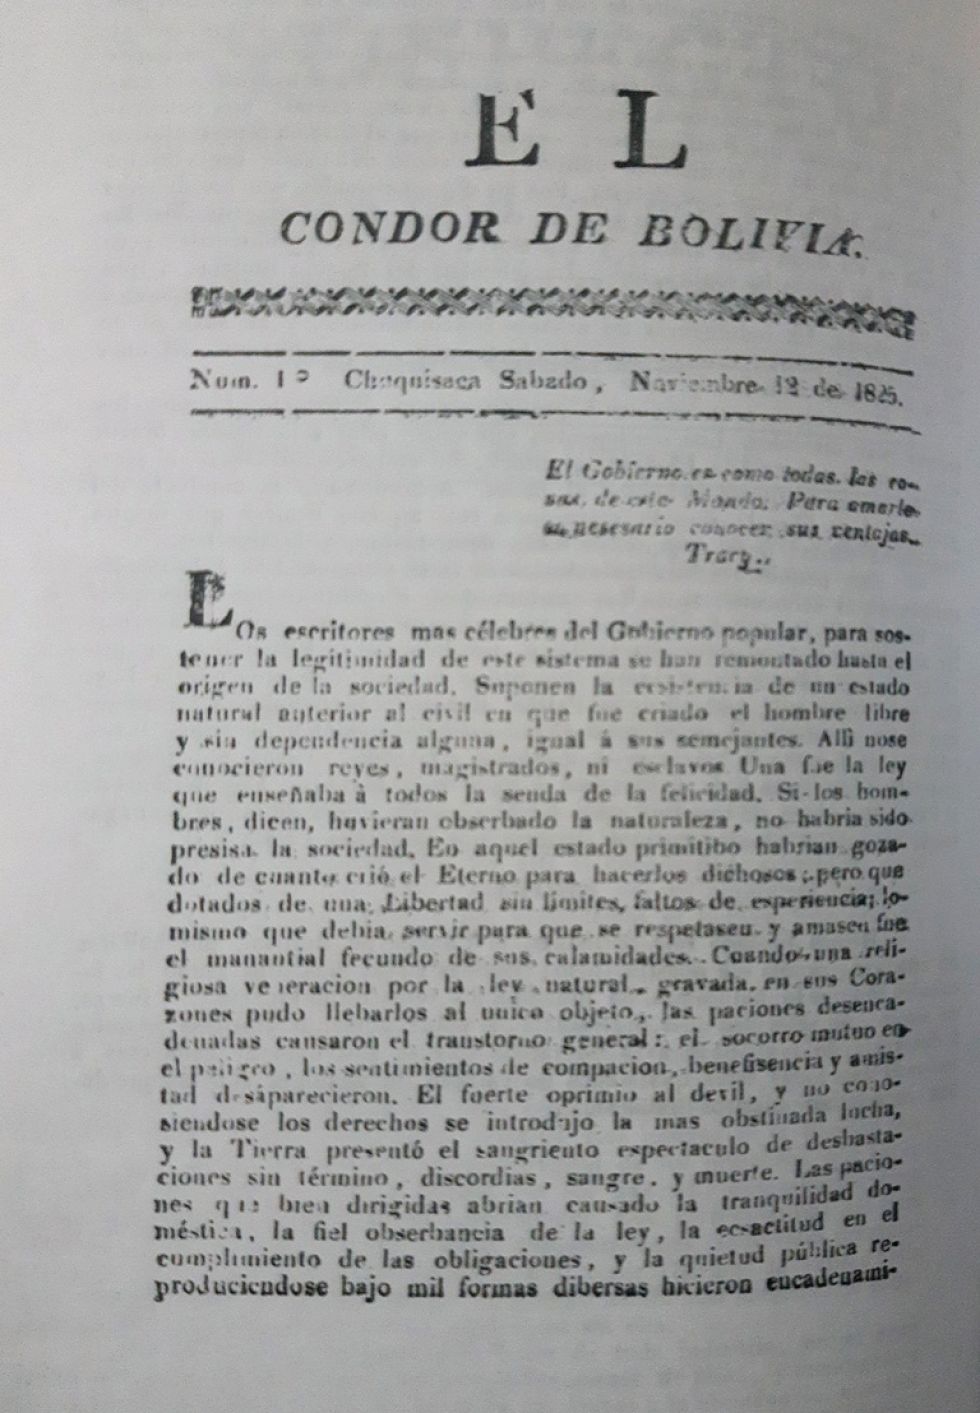 EL
CONDOR DE BOLIVIA.
Num. 1º Chuquisaca Sabado, Noviembre 12 de 1825.
El Gobierno es como todas las co-
sas de este Mundo. Para amarlo
es nesesario conocer sus ventajas.
Tracy.
LOs escritores mas célebres del Gobierno popular, para sos-
tener la legitimidad de este sistema se han remontado hasta el
origen de la sociedad. Suponen la ecsistencia de un estado
natural anterior al civil en que fue criado el hombre libre
y sin dependencia alguna, igual á sus semejantes. Allì nose
conocieron reyes, magistrados, ni esclavos Una fue la ley
que enseñaba à todos la senda de la felicidad. Si los hom-
bres, dicen, huvieran obserbado la naturaleza, no habria sido
presisa la sociedad. En aquel estado primitibo habrian goza-
do de cuanto crió el Eterno para hacerlos dichosos; pero que
dotados de una Libertad sin limites, faltos de esperiencia; lo
mismo que debia servir para que se respetasen y amasen fue
el manantial fecundo de sus calamidades. Cuando una reli-
giosa veneracion por la ley natural, gravada en sus Cora-
zones pudo llebarlos al unico objeto, las paciones desenca-
denadas causaron el transtorno general: el socorro mutuo en
el peligro, los sentimientos de compacion, benefisencia y amis-
tad desàparecieron. El fuerte oprimio al devil, y no cono-
siendose los derechos se introdujo la mas obstinada lucha,
y la Tierra presentó el sangriento espectaculo de desbasta-
ciones sin término, discordias, sangre, y muerte. Las pacio-
nes que bien dirigidas abrian causado la tranquilidad do-
méstica, la fiel obserbancia de la ley, la ecsactitud en el
cumplimiento de las obligaciones, y la quietud pública re-
produciendose bajo mil formas dibersas hicieron encadenami-